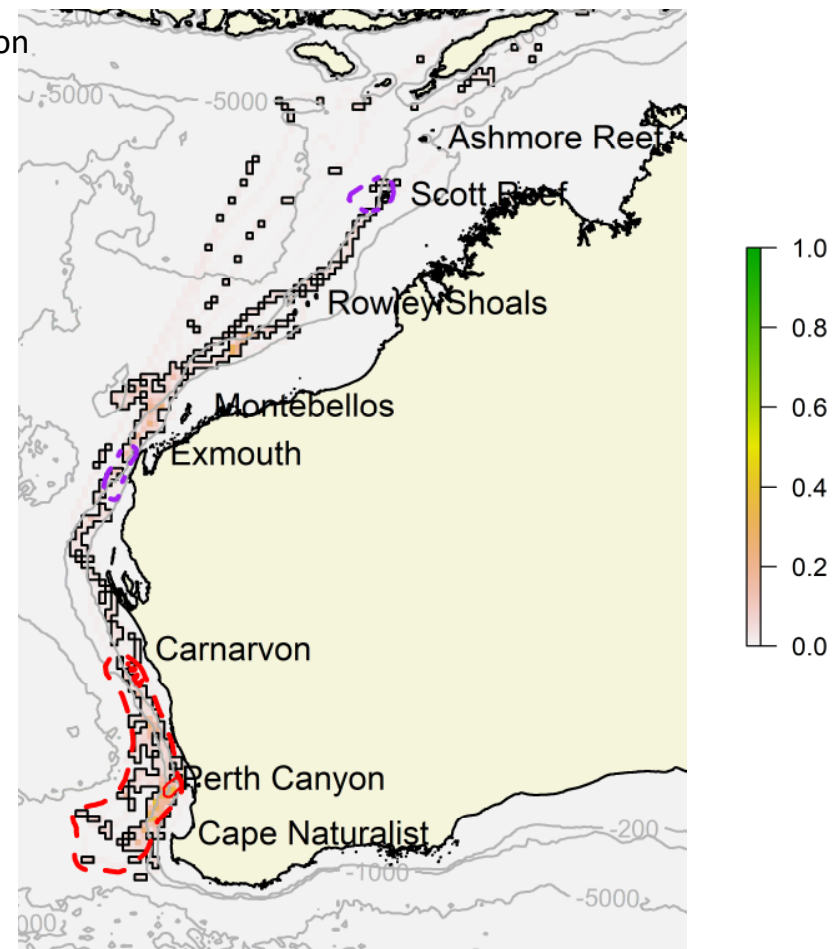 on
-5000
-5000
Ashmore Reef
Scott Reef
1.0
Rowley Shoals
0.8
Montebellos
0.6
Exmouth
0.4
0.2
Carnarvon
0.0
Perth Canyon
Cape Naturalist
-200
-1000
-5000
000